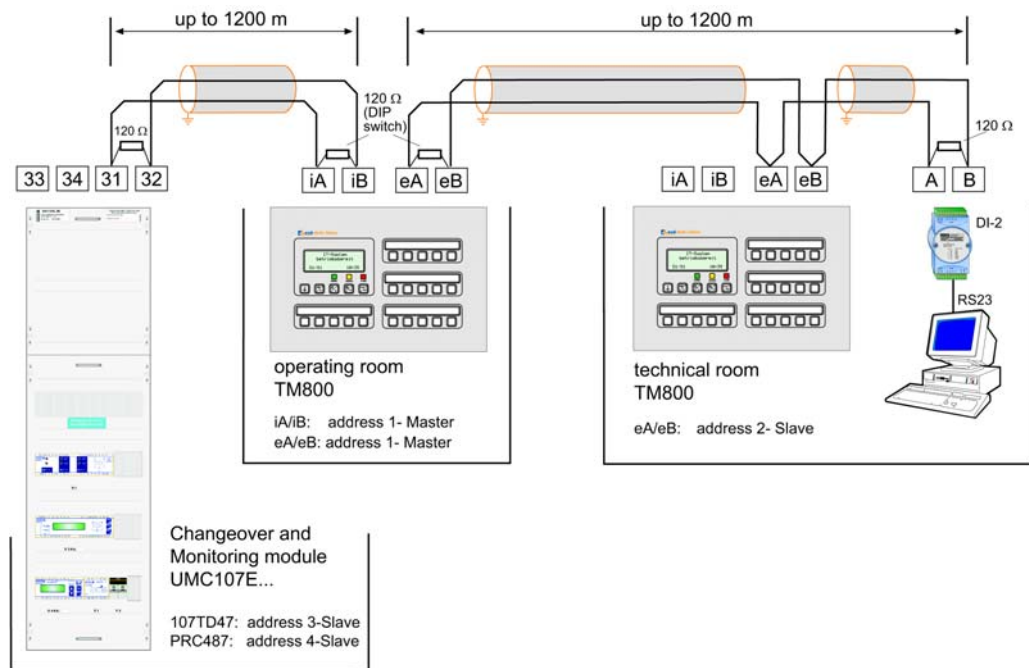 up to 1200 m
up to 1200 m
120 Ω
120 Ω
(DIP
switch)
120 Ω
33 34 31 32
iA iB eA eB
iA iB eA eB
A B
DI-2
RS23
IT-System
operating room
TM800
iA/iB: address 1- Master
eA/eB: address 1- Master
technical room
TM800
eA/eB: address 2- Slave
Changeover and
Monitoring module
UMC107E...
107TD47: address 3-Slave
PRC487: address 4-Slave